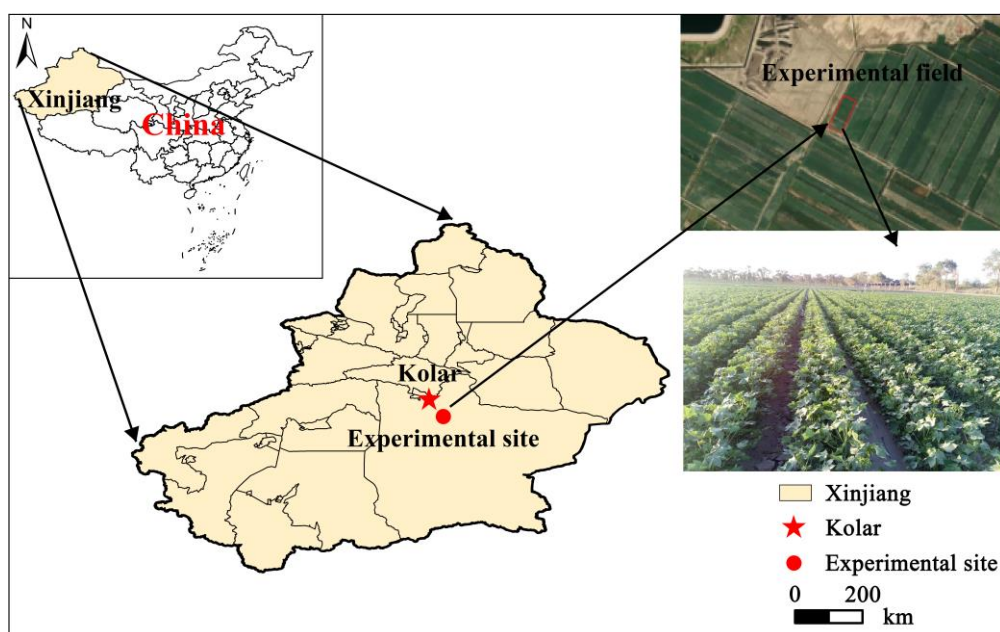 N
Xinjiang
China
Experimental field
Kolar
Experimental site
Xinjiang
Kolar
Experimental site
0 200
km